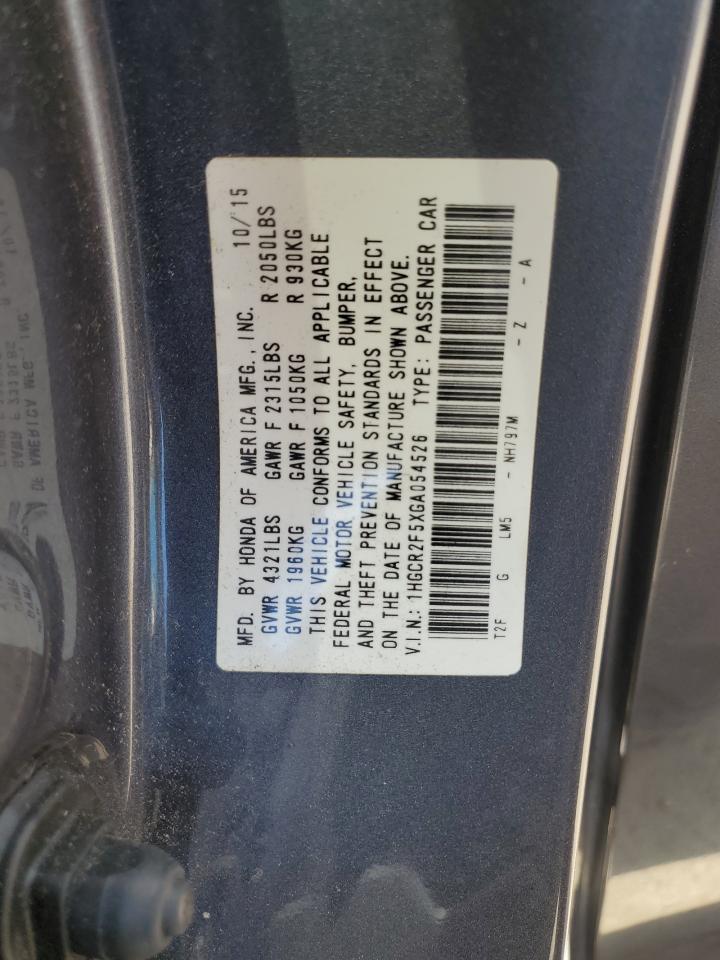 MFD. BY HONDA OF AMERICA MFG., INC. 10/15
GVWR 4321LBS GAWR F 2315LBS R 2050LBS
GVWR 1960KG GAWR F 1050KG R 930KG
THIS VEHICLE CONFORMS TO ALL APPLICABLE
FEDERAL MOTOR VEHICLE SAFETY, BUMPER,
AND THEFT PREVENTION STANDARDS IN EFFECT
ON THE DATE OF MANUFACTURE SHOWN ABOVE.
V.I.N.: 1HGCR2F5XGA054526 TYPE: PASSENGER CAR
T2F G LM5 - NH797M - Z - A